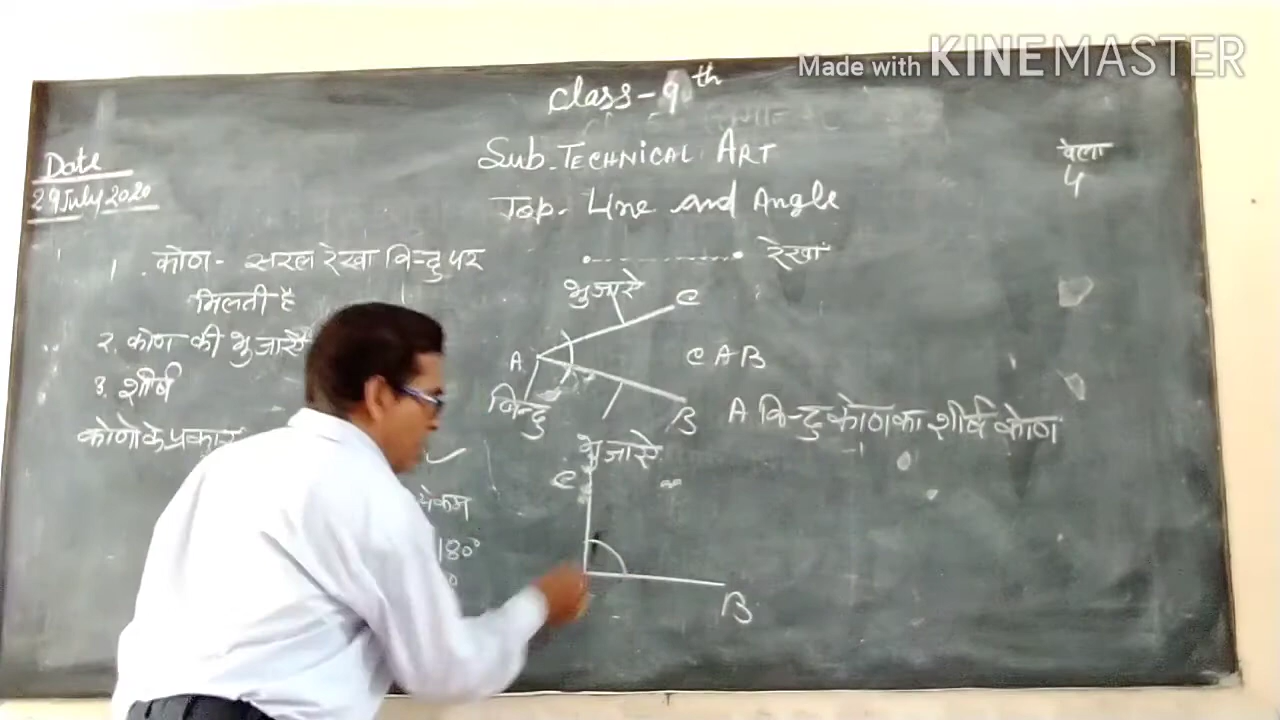 Made with KINEMASTER
Class-9th
Sub. TECHNICAL ART
Top- Line and Angle
Date
29 July 2020
वेला
4
1. कोण - सरल रेखा विन्दु पर
मिलती है
2. कोण की भुजाये
3. शीर्ष
कोणो के प्रकार
180°
रेखा
भुजाये
C
A
C A B
विन्दु
B
A विन्दु कोण का शीर्ष कोण
भुजाये
C
B